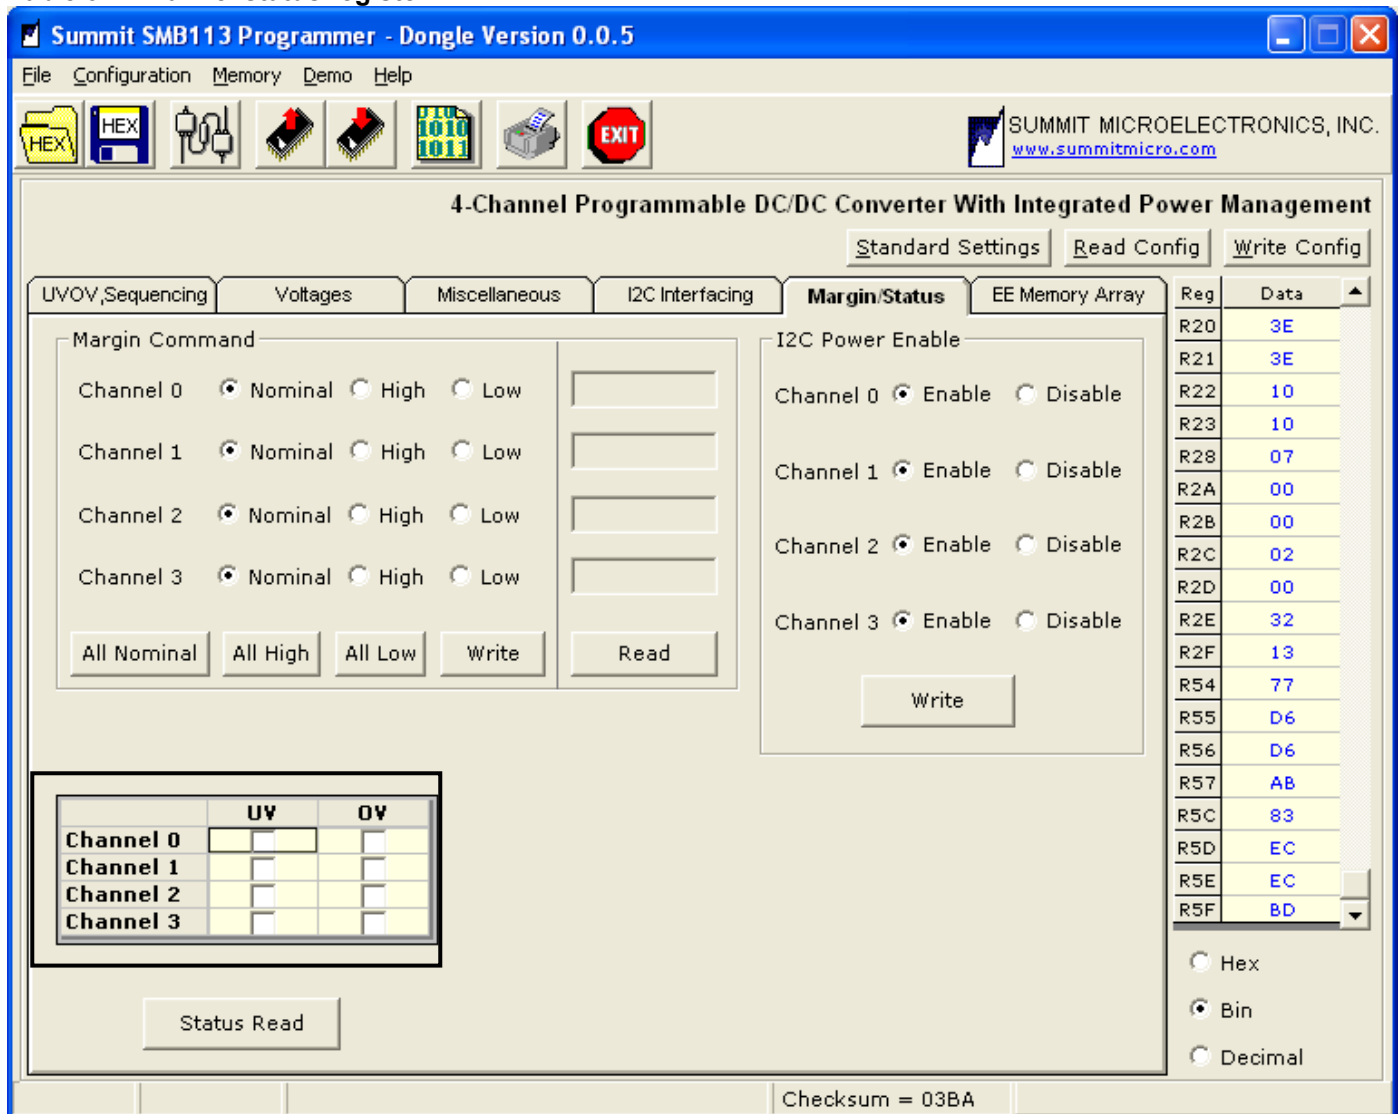 Summit SMB113 Programmer - Dongle Version 0.0.5
File Configuration Memory Demo Help
HEX HEX 1010 1011 EXIT
SUMMIT MICROELECTRONICS, INC.
www.summitmicro.com
4-Channel Programmable DC/DC Converter With Integrated Power Management
Standard Settings Read Config Write Config
UVOV,Sequencing Voltages Miscellaneous I2C Interfacing Margin/Status EE Memory Array
Margin Command
Channel 0 Nominal High Low
Channel 1 Nominal High Low
Channel 2 Nominal High Low
Channel 3 Nominal High Low
All Nominal All High All Low Write Read
I2C Power Enable
Channel 0 Enable Disable
Channel 1 Enable Disable
Channel 2 Enable Disable
Channel 3 Enable Disable
Write
UV OV
Channel 0
Channel 1
Channel 2
Channel 3
Status Read
Reg Data
R20 3E
R21 3E
R22 10
R23 10
R28 07
R2A 00
R2B 00
R2C 02
R2D 00
R2E 32
R2F 13
R54 77
R55 D6
R56 D6
R57 AB
R5C 83
R5D EC
R5E EC
R5F BD
Hex
Bin
Decimal
Checksum = 03BA